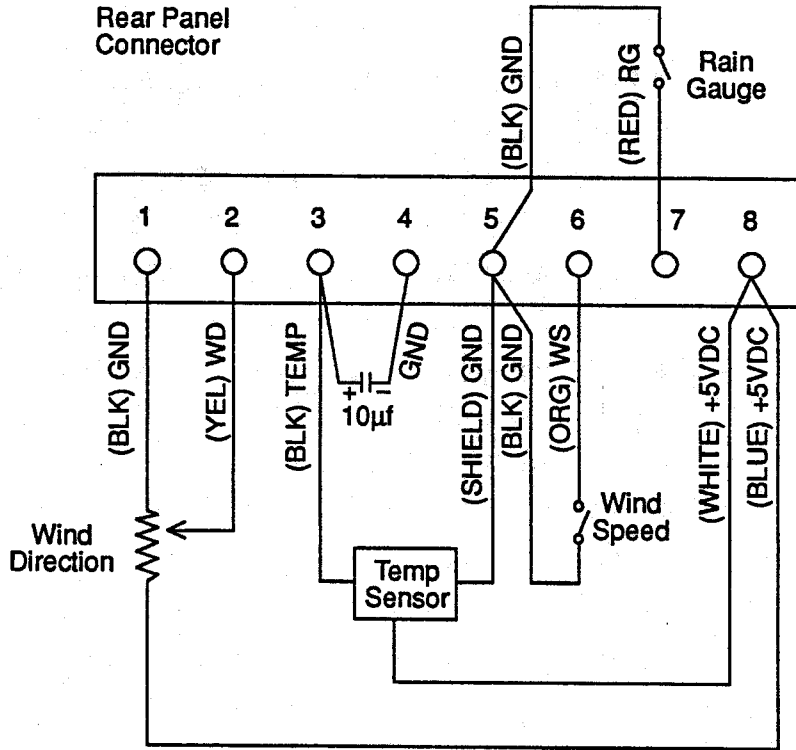 Rear Panel
Connector
(BLK) GND
(RED) RG
Rain
Gauge
1 2 3 4 5 6 7 8
(BLK) GND
(YEL) WD
(BLK) TEMP
+ –
10µf
GND
(SHIELD) GND
(BLK) GND
(ORG) WS
(WHITE) +5VDC
(BLUE) +5VDC
Wind
Direction
Temp
Sensor
Wind
Speed